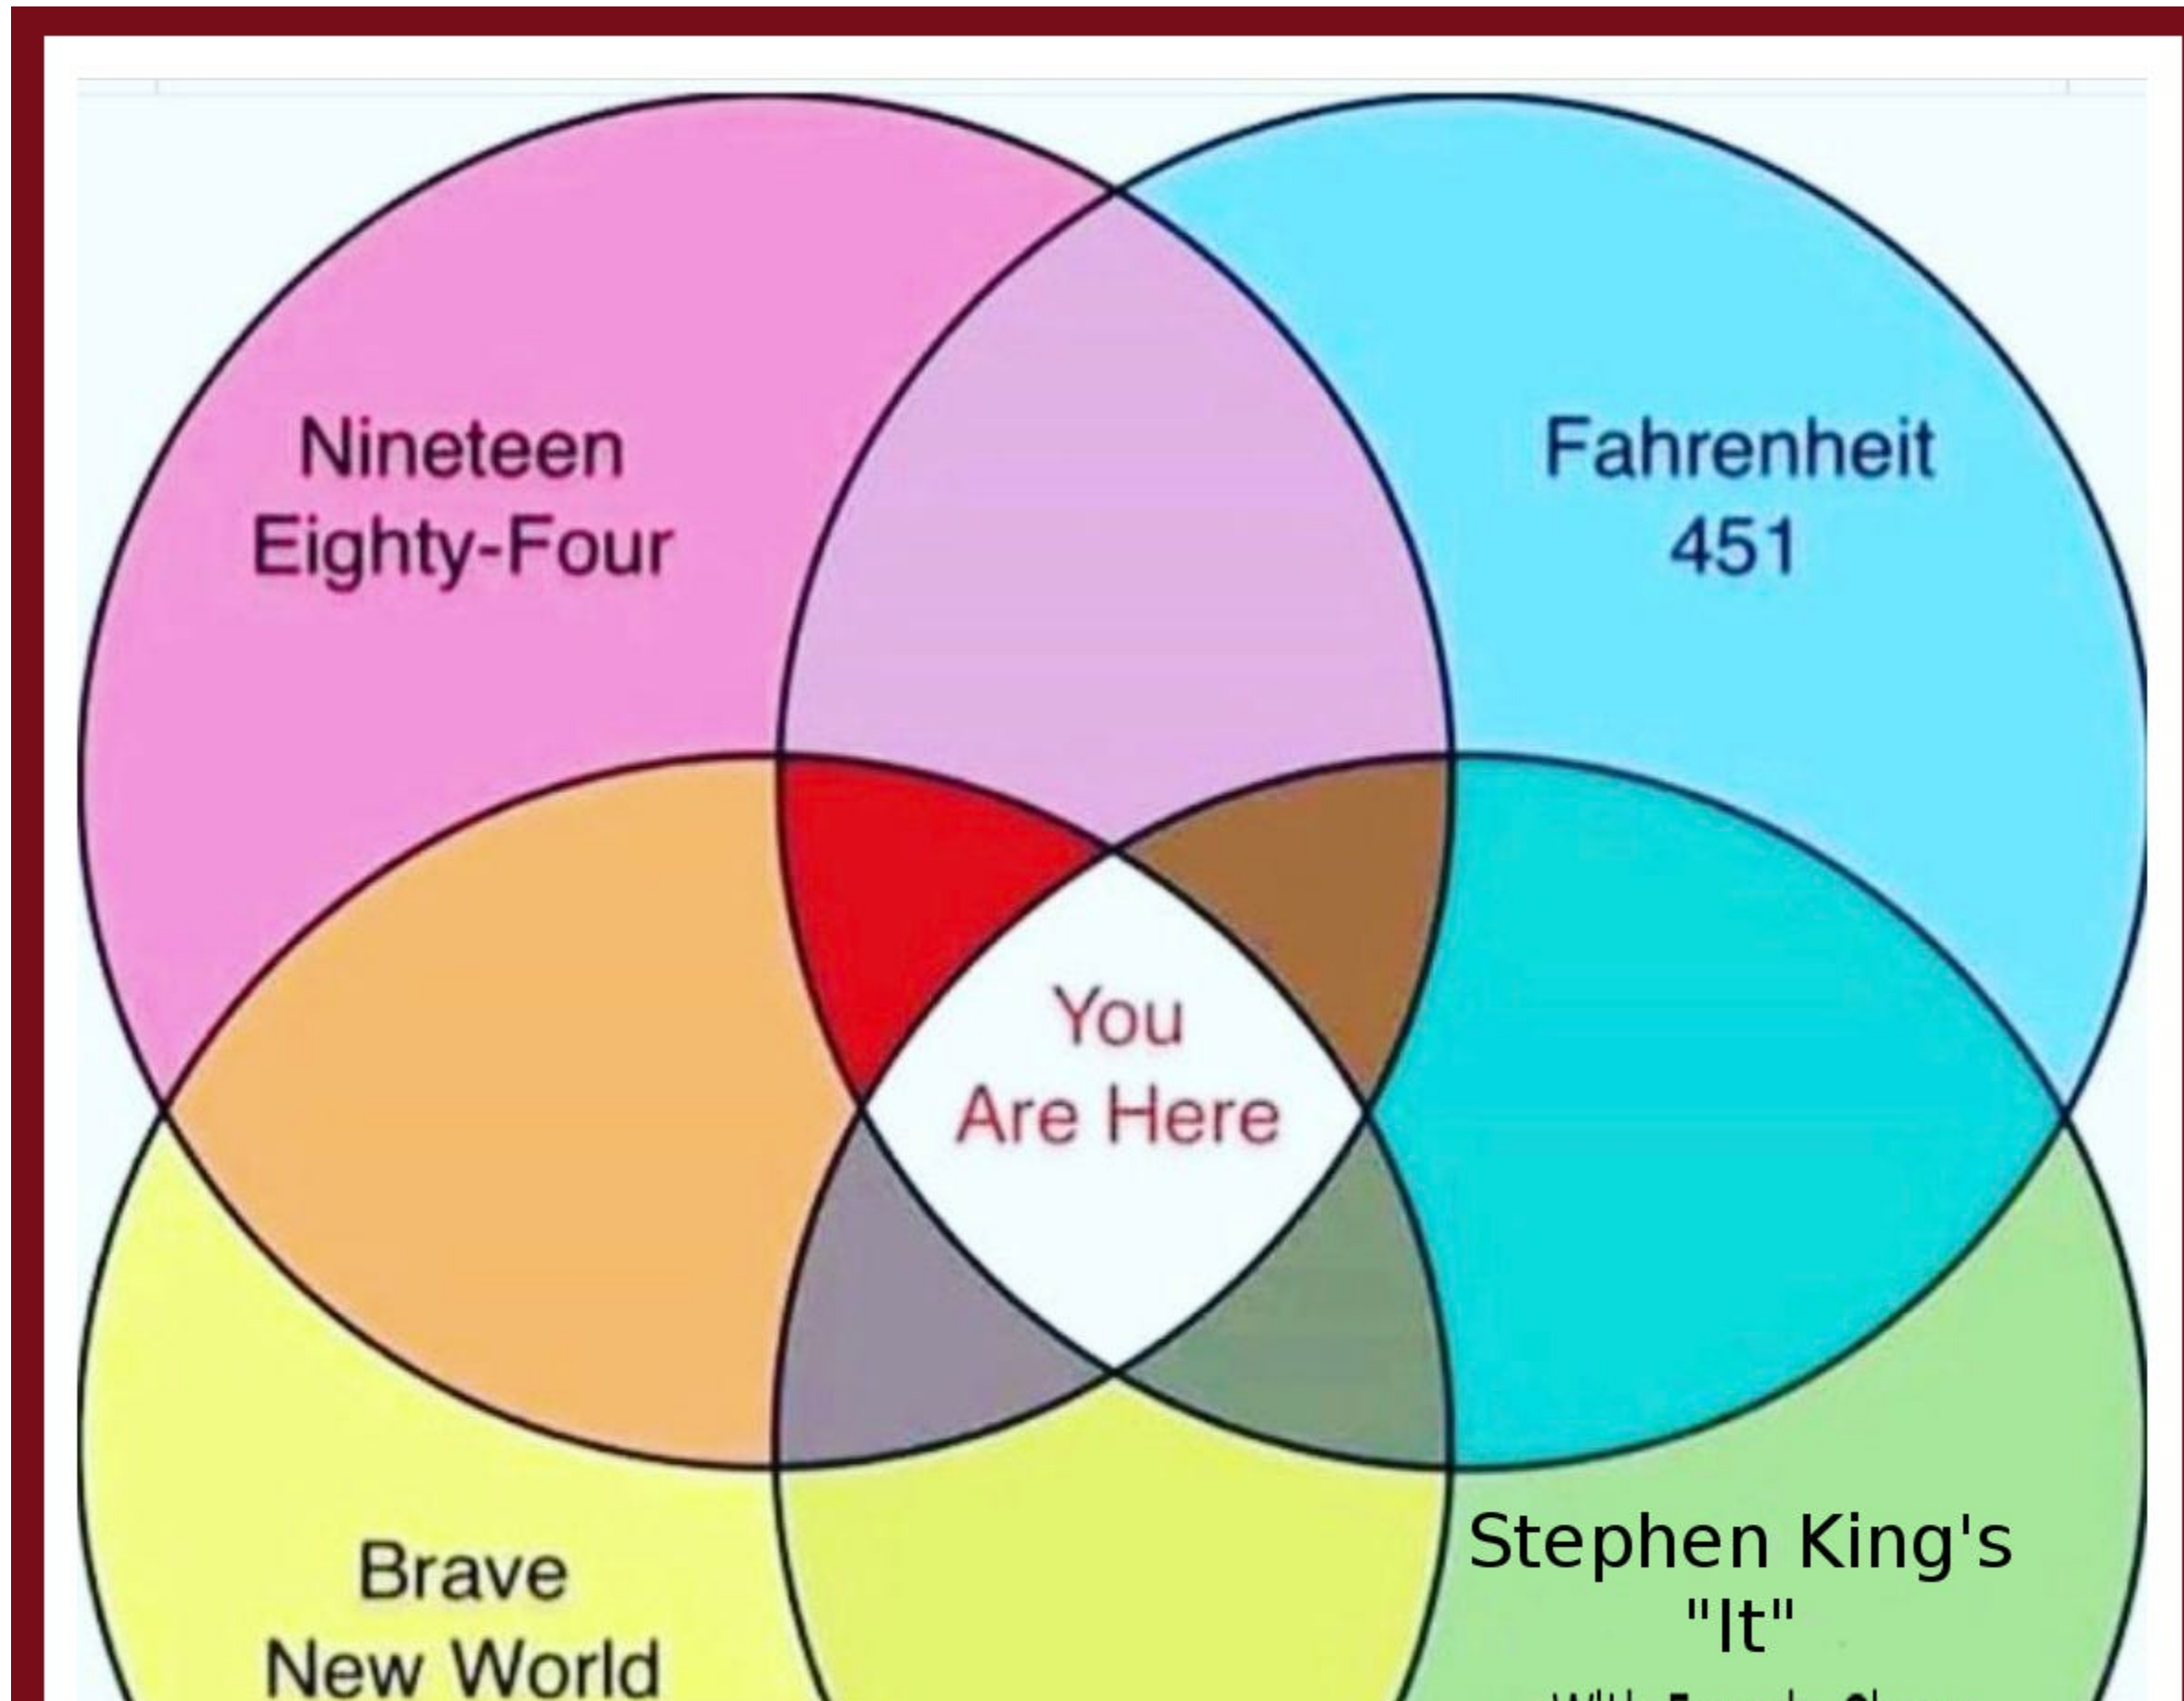 Nineteen
Eighty-Four
Fahrenheit
451
You
Are Here
Brave
New World
Stephen King's
"It"